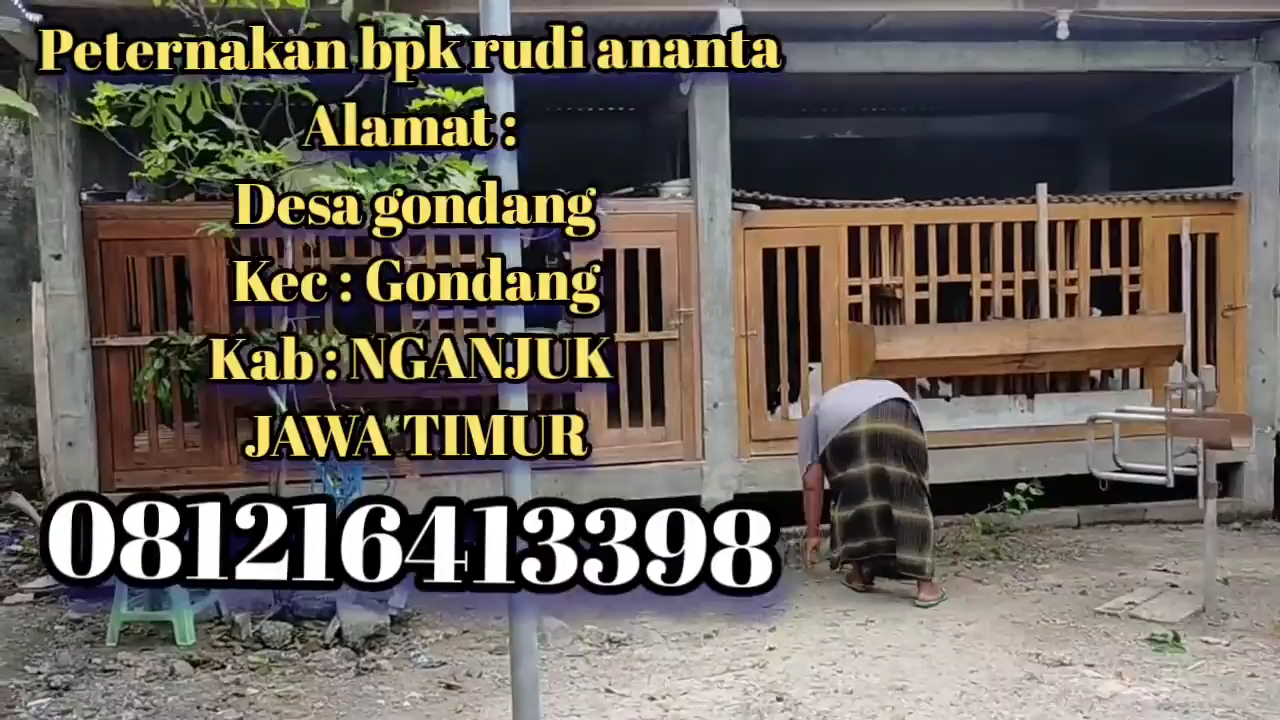 Peternakan bpk rudi ananta
Alamat :
Desa gondang
Kec : Gondang
Kab : NGANJUK
JAWA TIMUR
081216413398